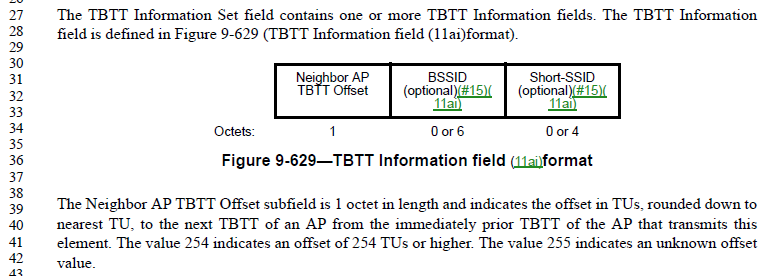 27 The TBTT Information Set field contains one or more TBTT Information fields. The TBTT Information
28 field is defined in Figure 9-629 (TBTT Information field (11ai)format).
29
30
31 Neighbor AP BSSID Short-SSID
32 TBTT Offset (optional)(#15)( (optional)(#15)(
33 11ai) 11ai)
34 Octets: 1 0 or 6 0 or 4
35
36 Figure 9-629—TBTT Information field (11ai)format
37
38
39 The Neighbor AP TBTT Offset subfield is 1 octet in length and indicates the offset in TUs, rounded down to
40 nearest TU, to the next TBTT of an AP from the immediately prior TBTT of the AP that transmits this
41 element. The value 254 indicates an offset of 254 TUs or higher. The value 255 indicates an unknown offset
42 value.